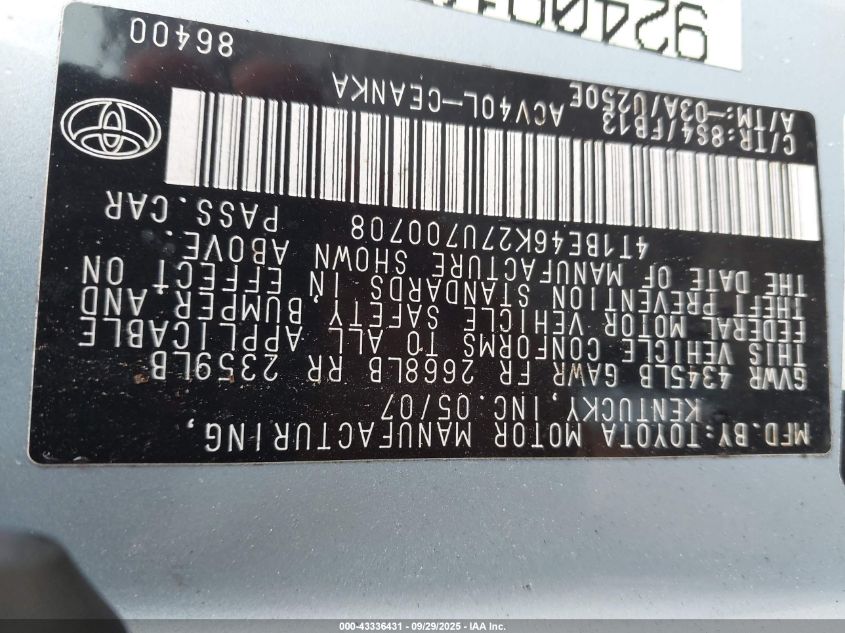 MFD.BY:TOYOTA MOTOR MANUFACTURING,
KENTUCKY,INC.05/07
GVWR 4345LB GAWR FR 2668LB RR 2359LB
THIS VEHICLE CONFORMS TO ALL APPLICABLE
FEDERAL MOTOR VEHICLE SAFETY, BUMPER, AND
THEFT PREVENTION STANDARDS IN EFFECT ON
THE DATE OF MANUFACTURE SHOWN ABOVE.
4T1BE46K27U700708 PASS.CAR
C/TR:8S4/FB13 ACV40L-CEANKA
A/TM:-03A/U250E 86400
000-43336431 - 09/29/2025 - IAA Inc.